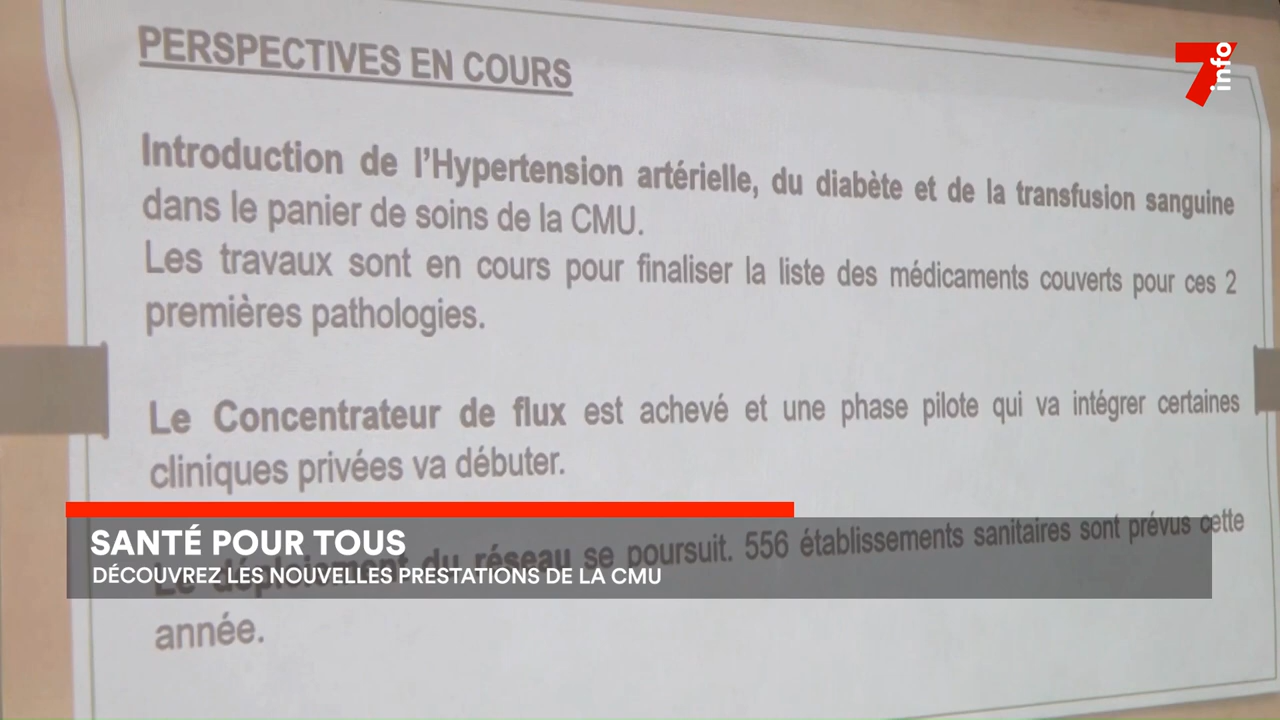 7info
PERSPECTIVES EN COURS
Introduction de l'Hypertension artérielle, du diabète et de la transfusion sanguine
dans le panier de soins de la CMU.
Les travaux sont en cours pour finaliser la liste des médicaments couverts pour ces 2
premières pathologies.
Le Concentrateur de flux est achevé et une phase pilote qui va intégrer certaines
cliniques privées va débuter.
Le déploiement du réseau se poursuit. 556 établissements sanitaires sont prévus cette
année.
SANTÉ POUR TOUS
DÉCOUVREZ LES NOUVELLES PRESTATIONS DE LA CMU